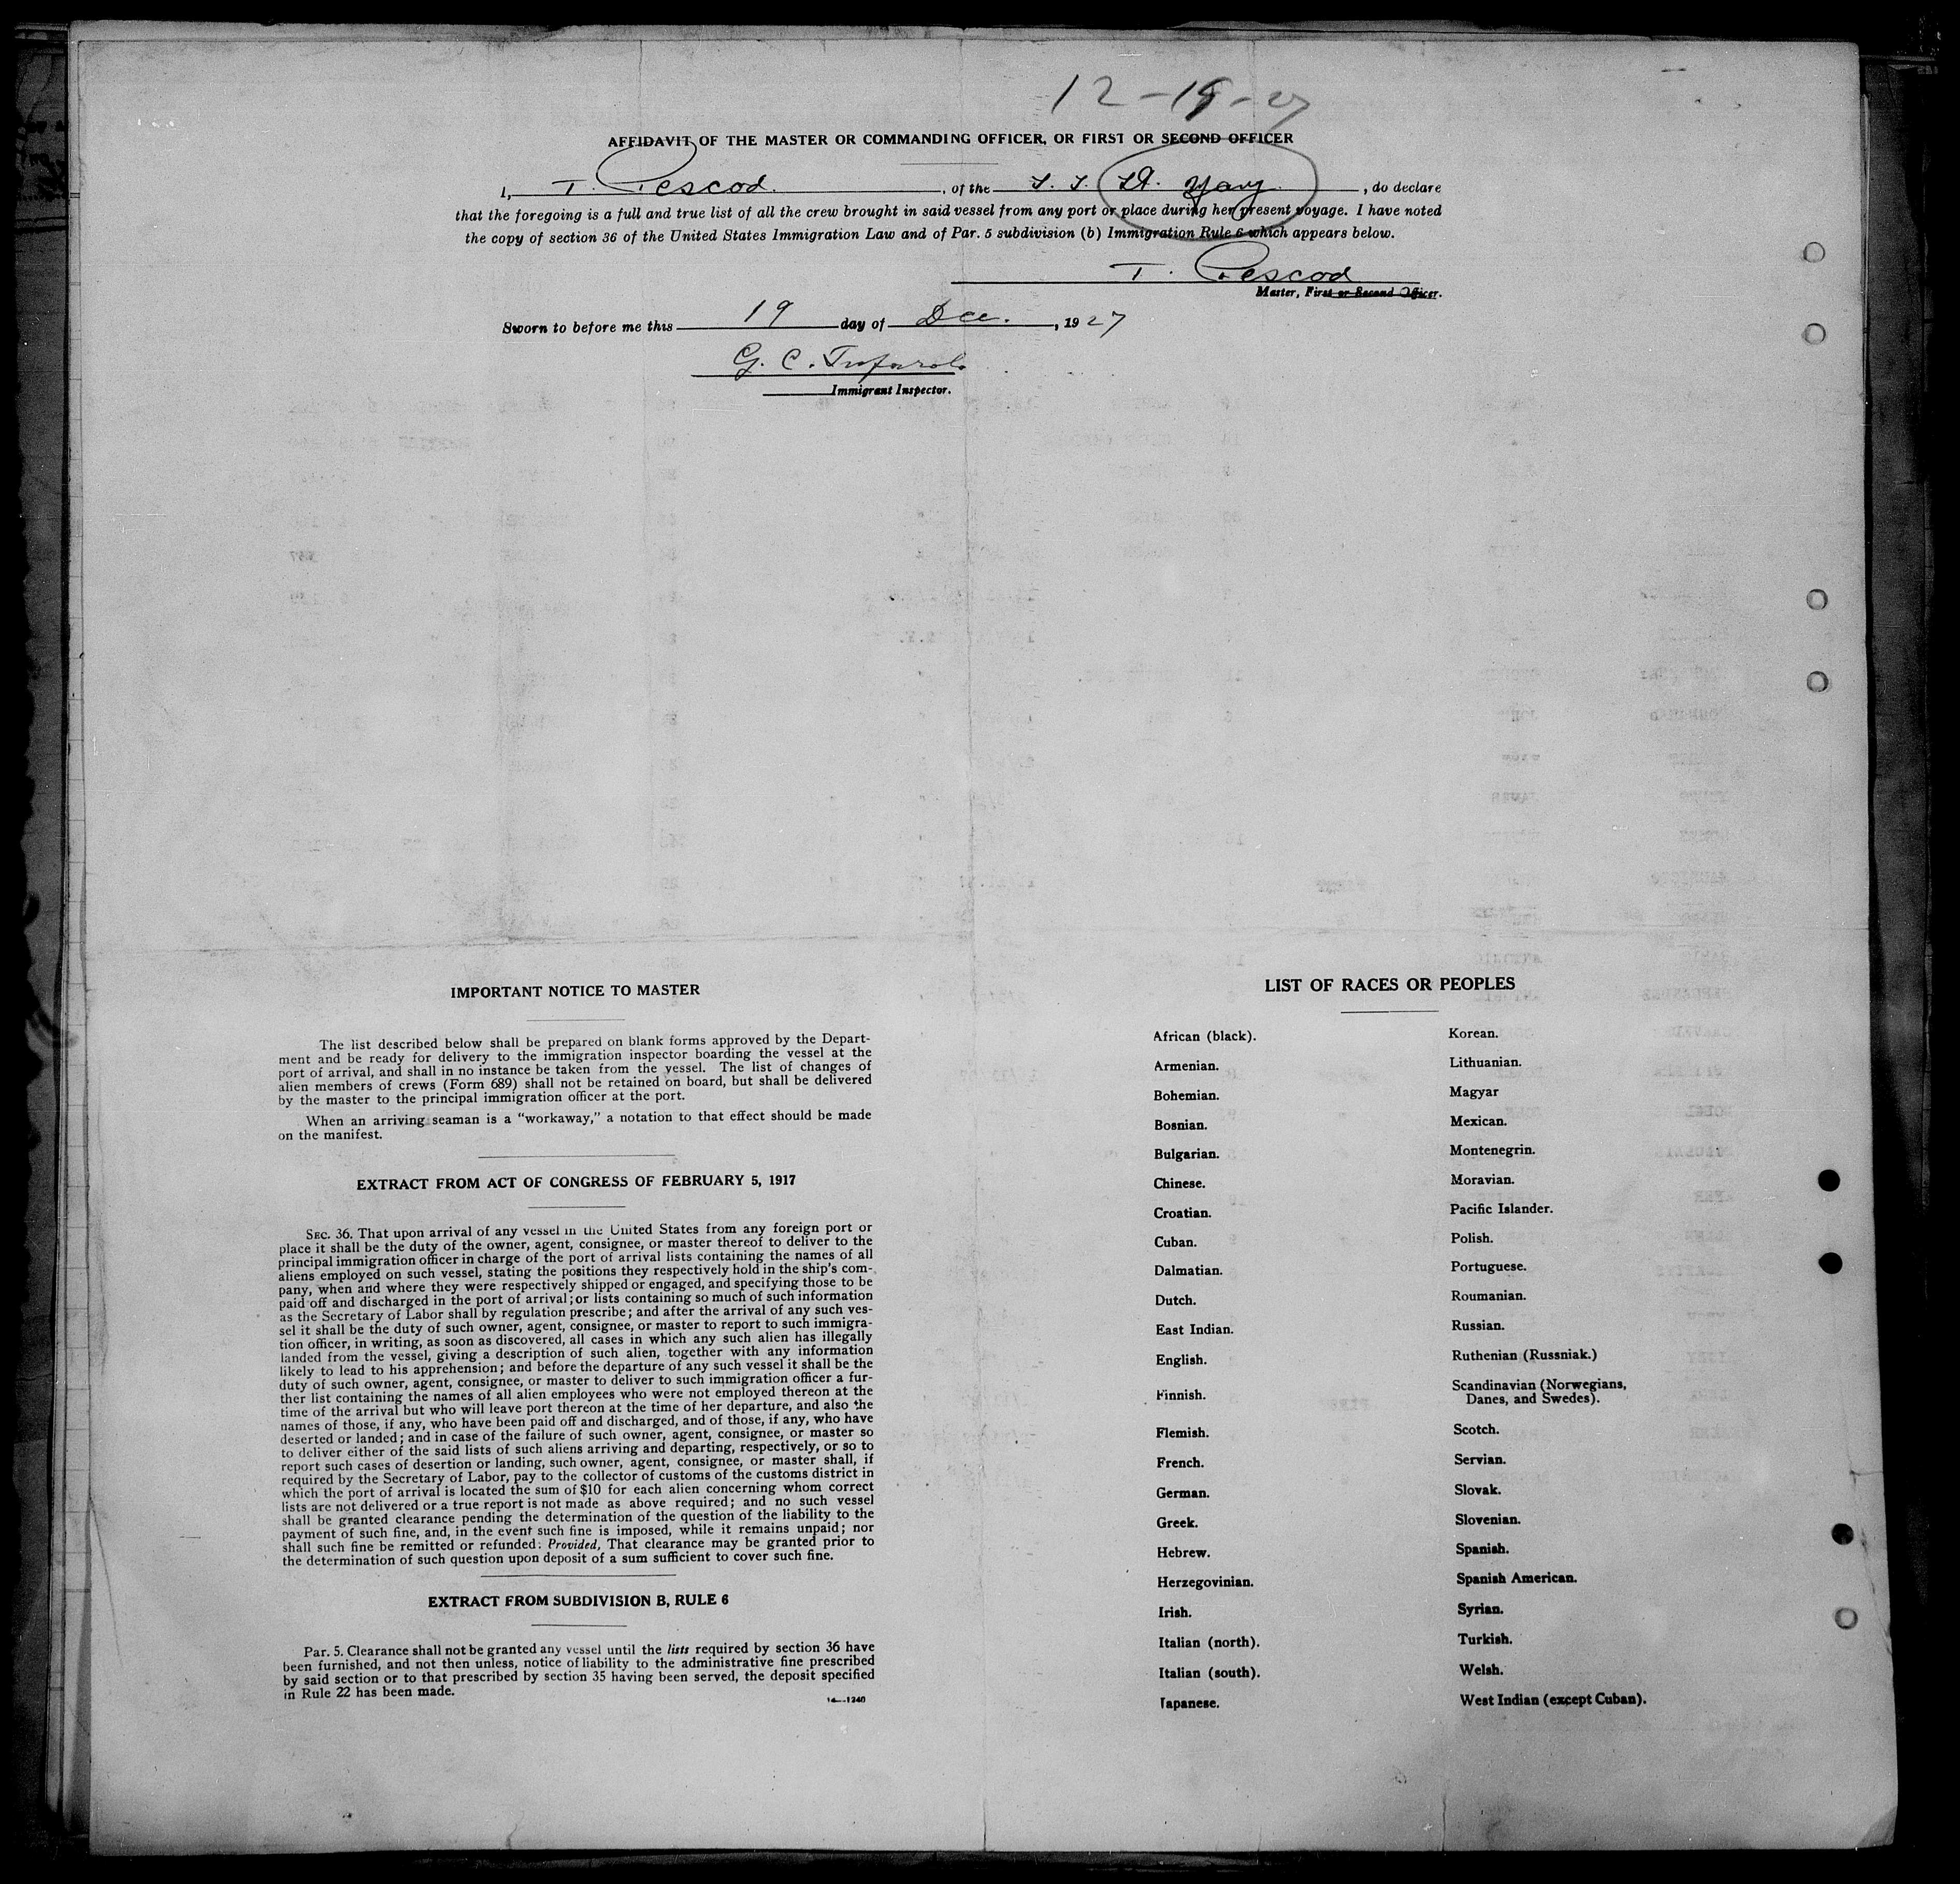 12-19-27
AFFIDAVIT OF THE MASTER OR COMMANDING OFFICER, OR FIRST OR SECOND OFFICER
I, T. Pescod, of the S. S. St. Mary, do declare
that the foregoing is a full and true list of all the crew brought in said vessel from any port or place during her present voyage. I have noted
the copy of section 36 of the United States Immigration Law and of Par. 5 subdivision (b) Immigration Rule 6 which appears below.
T. Pescod
Master, First or Second Officer.
Sworn to before me this 19 day of Dec., 1927
G. C.
Immigrant Inspector.
IMPORTANT NOTICE TO MASTER
The list described below shall be prepared on blank forms approved by the Depart-
ment and be ready for delivery to the immigration inspector boarding the vessel at the
port of arrival, and shall in no instance be taken from the vessel. The list of changes of
alien members of crews (Form 689) shall not be retained on board, but shall be delivered
by the master to the principal immigration officer at the port.
When an arriving seaman is a "workaway," a notation to that effect should be made
on the manifest.
EXTRACT FROM ACT OF CONGRESS OF FEBRUARY 5, 1917
SEC. 36. That upon arrival of any vessel in the United States from any foreign port or
place it shall be the duty of the owner, agent, consignee, or master thereof to deliver to the
principal immigration officer in charge of the port of arrival lists containing the names of all
aliens employed on such vessel, stating the positions they respectively hold in the ship's com-
pany, when and where they were respectively shipped or engaged, and specifying those to be
paid off and discharged in the port of arrival; or lists containing so much of such information
as the Secretary of Labor shall by regulation prescribe; and after the arrival of any such ves-
sel it shall be the duty of such owner, agent, consignee, or master to report to such immigra-
tion officer, in writing, as soon as discovered, all cases in which any such alien has illegally
landed from the vessel, giving a description of such alien, together with any information
likely to lead to his apprehension; and before the departure of any such vessel it shall be the
duty of such owner, agent, consignee, or master to deliver to such immigration officer a fur-
ther list containing the names of all alien employees who were not employed thereon at the
time of the arrival but who will leave port thereon at the time of her departure, and also the
names of those, if any, who have been paid off and discharged, and of those, if any, who have
deserted or landed; and in case of the failure of such owner, agent, consignee, or master so
to deliver either of the said lists of such aliens arriving and departing, respectively, or so to
report such cases of desertion or landing, such owner, agent, consignee, or master shall, if
required by the Secretary of Labor, pay to the collector of customs of the customs district in
which the port of arrival is located the sum of $10 for each alien concerning whom correct
lists are not delivered or a true report is not made as above required; and no such vessel
shall be granted clearance pending the determination of the question of the liability to the
payment of such fine, and, in the event such fine is imposed, while it remains unpaid; nor
shall such fine be remitted or refunded: Provided, That clearance may be granted prior to
the determination of such question upon deposit of a sum sufficient to cover such fine.
EXTRACT FROM SUBDIVISION B, RULE 6
Par. 5. Clearance shall not be granted any vessel until the lists required by section 36 have
been furnished, and not then unless, notice of liability to the administrative fine prescribed
by said section or to that prescribed by section 35 having been served, the deposit specified
in Rule 22 has been made.
14—1240
LIST OF RACES OR PEOPLES
African (black).
Armenian.
Bohemian.
Bosnian.
Bulgarian.
Chinese.
Croatian.
Cuban.
Dalmatian.
Dutch.
East Indian.
English.
Finnish.
Flemish.
French.
German.
Greek.
Hebrew.
Herzegovinian.
Irish.
Italian (north).
Italian (south).
Japanese.
Korean.
Lithuanian.
Magyar
Mexican.
Montenegrin.
Moravian.
Pacific Islander.
Polish.
Portuguese.
Roumanian.
Russian.
Ruthenian (Russniak.)
Scandinavian (Norwegians,
Danes, and Swedes).
Scotch.
Servian.
Slovak.
Slovenian.
Spanish.
Spanish American.
Syrian.
Turkish.
Welsh.
West Indian (except Cuban).